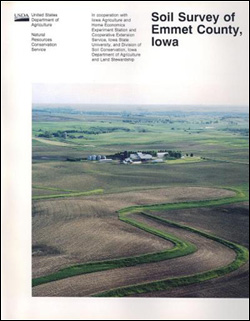 USDA
United States
Department of
Agriculture
Natural
Resources
Conservation
Service
In cooperation with
Iowa Agriculture and
Home Economics
Experiment Station and
Cooperative Extension
Service, Iowa State
University, and Division of
Soil Conservation, Iowa
Department of Agriculture
and Land Stewardship
Soil Survey of
Emmet County,
Iowa